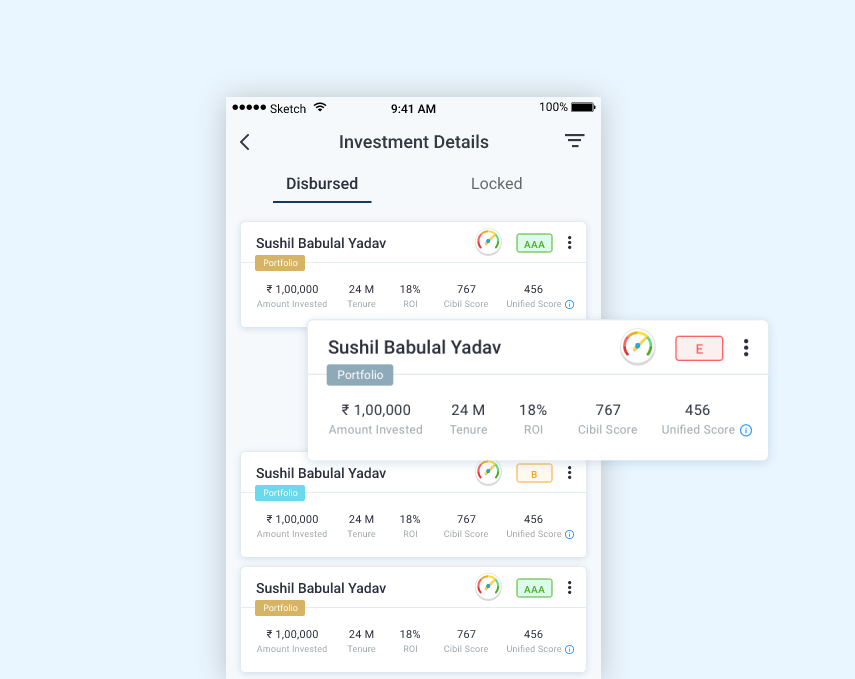 Sketch 9:41 AM 100%
Investment Details
Disbursed Locked
Sushil Babulal Yadav AAA
Portfolio
₹ 1,00,000 24 M 18% 767 456
Amount Invested Tenure ROI Cibil Score Unified Score
Sushil Babulal Yadav E
Portfolio
₹ 1,00,000 24 M 18% 767 456
Amount Invested Tenure ROI Cibil Score Unified Score
Sushil Babulal Yadav B
Portfolio
₹ 1,00,000 24 M 18% 767 456
Amount Invested Tenure ROI Cibil Score Unified Score
Sushil Babulal Yadav AAA
Portfolio
₹ 1,00,000 24 M 18% 767 456
Amount Invested Tenure ROI Cibil Score Unified Score